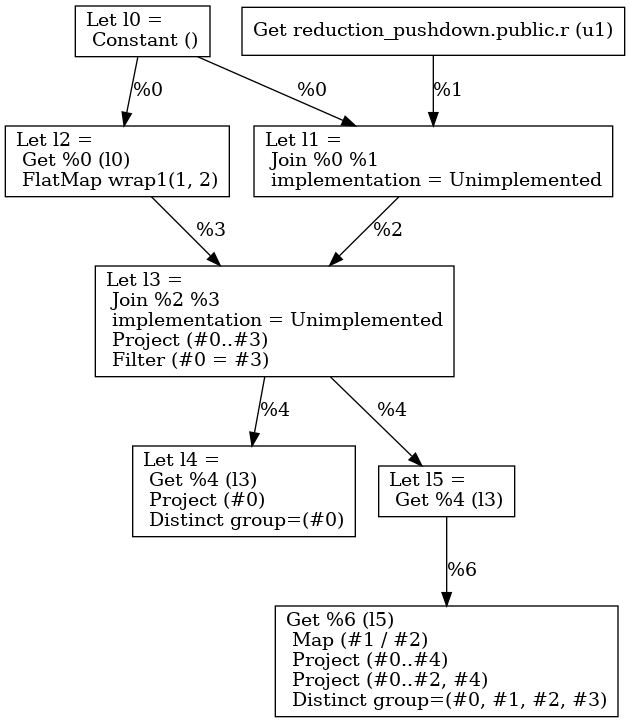 Let l0 =
Constant ()
Get reduction_pushdown.public.r (u1)
%0
%0
%1
Let l2 =
Get %0 (l0)
FlatMap wrap1(1, 2)
Let l1 =
Join %0 %1
implementation = Unimplemented
%3
%2
Let l3 =
Join %2 %3
implementation = Unimplemented
Project (#0..#3)
Filter (#0 = #3)
%4
%4
Let l4 =
Get %4 (l3)
Project (#0)
Distinct group=(#0)
Let l5 =
Get %4 (l3)
%6
Get %6 (l5)
Map (#1 / #2)
Project (#0..#4)
Project (#0..#2, #4)
Distinct group=(#0, #1, #2, #3)